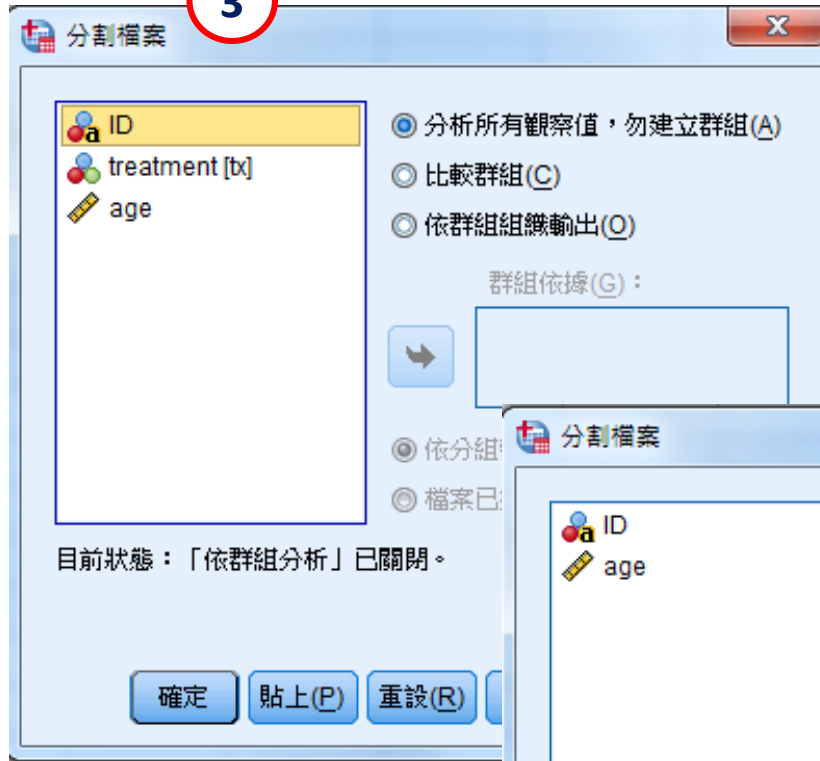 3
分割檔案
ID
treatment [tx]
age
分析所有觀察值，勿建立群組(A)
比較群組(C)
依群組組織輸出(O)
群組依據(G)：
依分組
檔案已
目前狀態：「依群組分析」已關閉。
確定
貼上(P)
重設(R)
分割檔案
ID
age